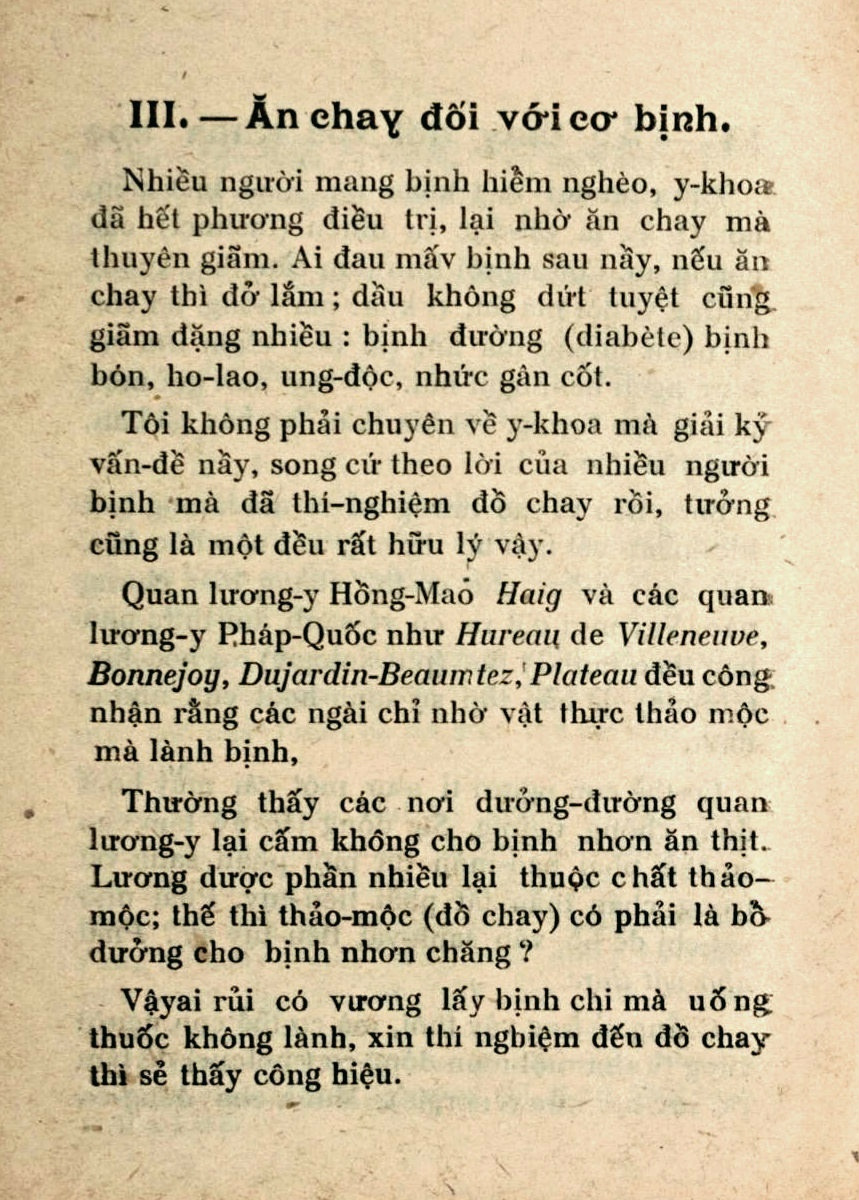 III. — Ăn chay đối với cơ bịnh.
Nhiều người mang bịnh hiểm nghèo, y-khoa
đã hết phương điều trị, lại nhờ ăn chay mà
thuyên giãm. Ai đau mấy bịnh sau nầy, nếu ăn
chay thì đở lắm ; dầu không dứt tuyệt cũng
giãm dặng nhiều : bịnh đường (diabète) bịnh
bón, ho-lao, ung-độc, nhức gân cốt.
Tôi không phải chuyên về y-khoa mà giải kỷ
vấn-đề nầy, song cứ theo lời của nhiều người
bịnh mà đã thí-nghiệm đồ chay rồi, tưởng
cũng là một đều rất hữu lý vậy.
Quan lương-y Hồng-Mao Haig và các quan
lương-y Pháp-Quốc như Hureau de Villeneuve,
Bonnejoy, Dujardin-Beaumtez, Plateau đều công
nhận rằng các ngài chỉ nhờ vật thực thảo mộc
mà lành bịnh,
Thường thấy các nơi dưởng-đường quan
lương-y lại cấm không cho bịnh nhơn ăn thịt.
Lương dược phần nhiều lại thuộc chất thảo-
mộc; thế thì thảo-mộc (đồ chay) có phải là bồ
dưởng cho bịnh nhơn chăng ?
Vậyai rủi có vương lấy bịnh chi mà uống
thuốc không lành, xin thí ngbiệm đến đồ chay
thì sẻ thấy công hiệu.